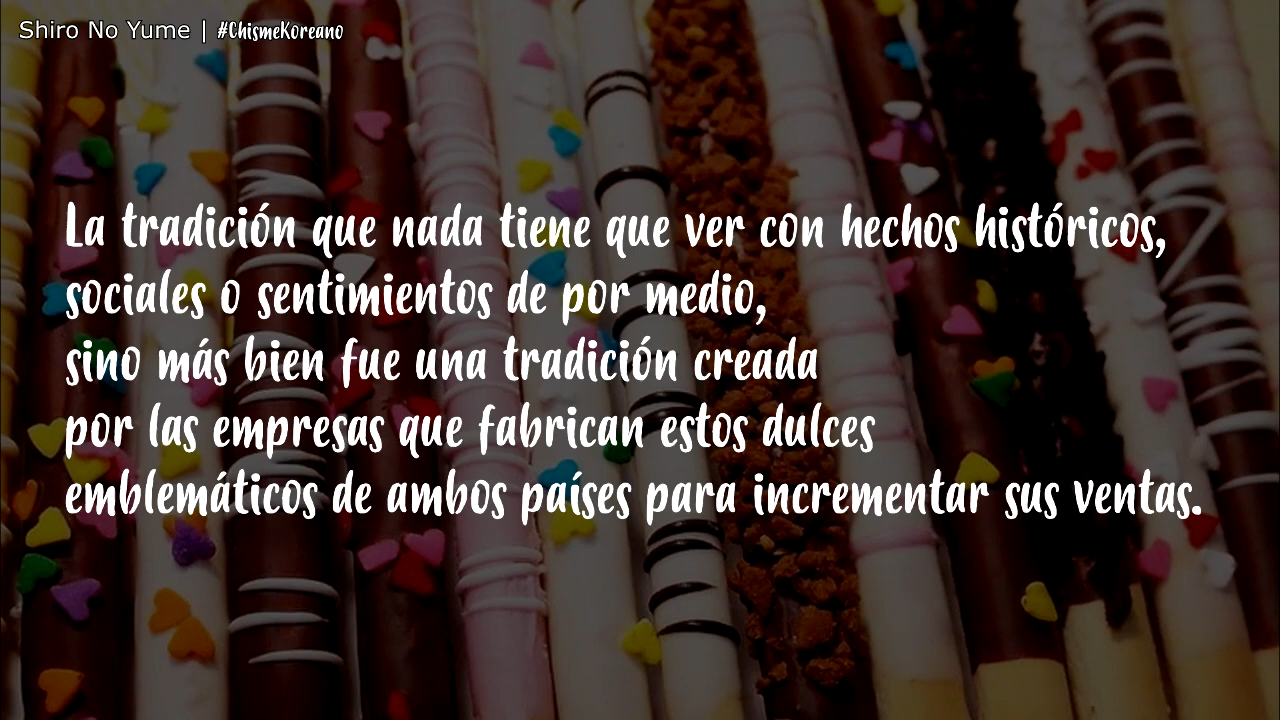 Shiro No Yume | #ChismeKoreano
La tradición que nada tiene que ver con hechos históricos,
sociales o sentimientos de por medio,
sino más bien fue una tradición creada
por las empresas que fabrican estos dulces
emblemáticos de ambos países para incrementar sus ventas.